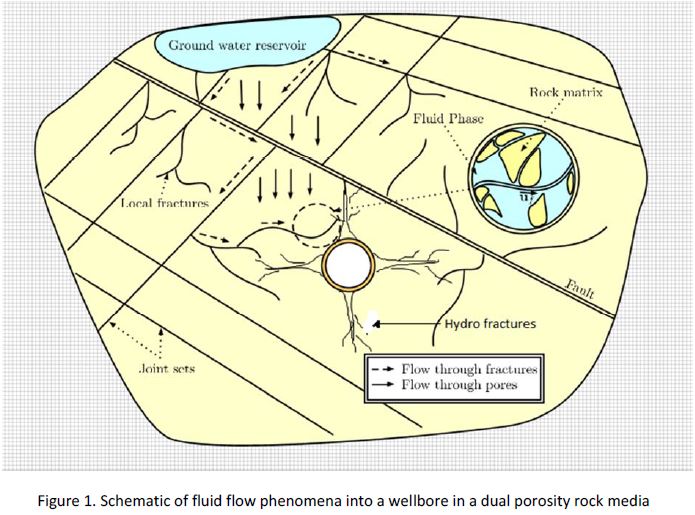 Ground water reservoir
Rock matrix
Fluid Phase
u
Local fractures
Fault
Hydro fractures
Joint sets
Flow through fractures
Flow through pores
Figure 1. Schematic of fluid flow phenomena into a wellbore in a dual porosity rock media